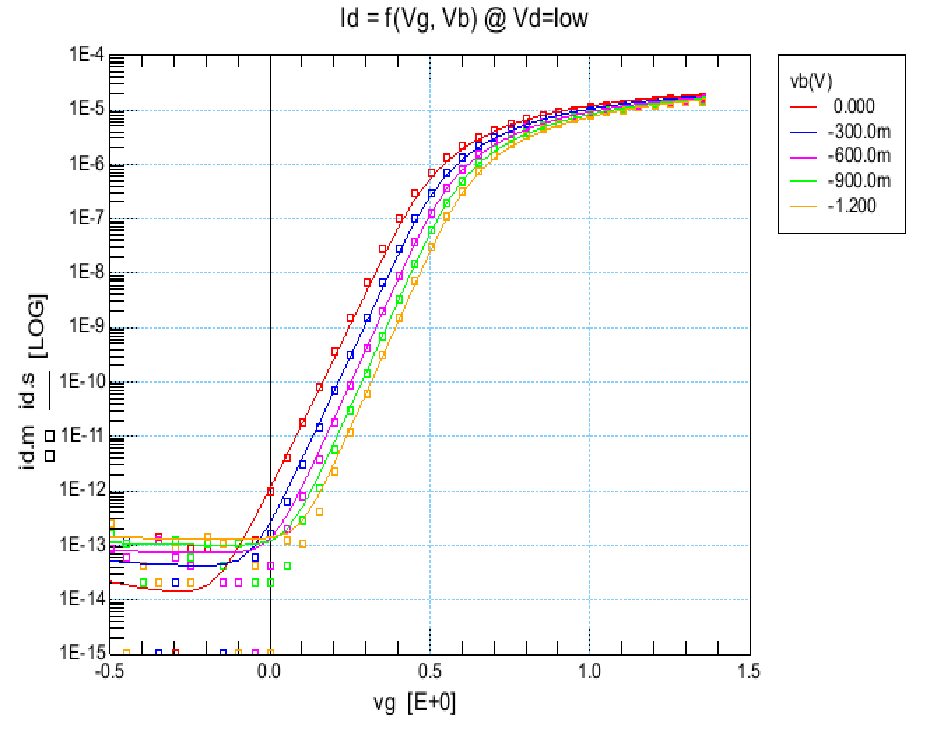 Id = f(Vg, Vb) @ Vd=low
1E-4
1E-5
1E-6
1E-7
1E-8
1E-9
1E-10
1E-11
1E-12
1E-13
1E-14
1E-15
id.m id.s [LOG]
-0.5
0.0
0.5
1.0
1.5
vg [E+0]
vb(V)
0.000
-300.0m
-600.0m
-900.0m
-1.200